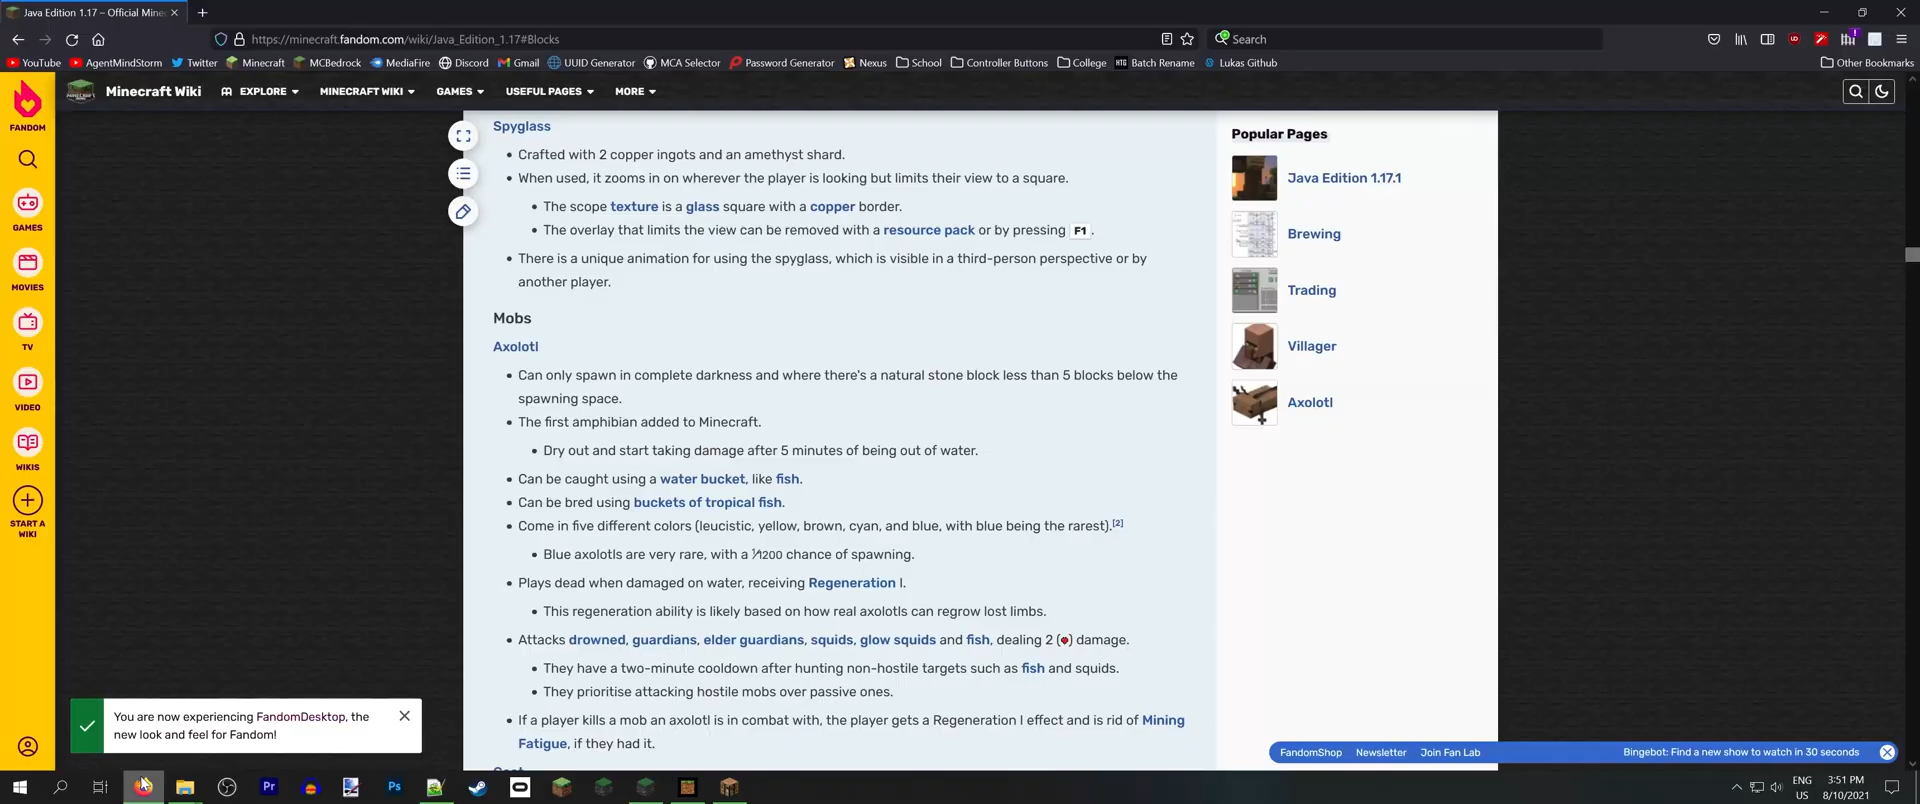 Java Edition 1.17 – Official Minec
https://minecraft.fandom.com/wiki/Java_Edition_1.17#Blocks
Search
YouTube AgentMindStorm Twitter Minecraft MCBedrock MediaFire Discord Gmail UUID Generator MCA Selector Password Generator Nexus School Controller Buttons College HTG Batch Rename Lukas Github Other Bookmarks
FANDOM
GAMES
MOVIES
TV
VIDEO
WIKIS
START A
WIKI
Minecraft Wiki EXPLORE MINECRAFT WIKI GAMES USEFUL PAGES MORE
Spyglass
• Crafted with 2 copper ingots and an amethyst shard.
• When used, it zooms in on wherever the player is looking but limits their view to a square.
• The scope texture is a glass square with a copper border.
• The overlay that limits the view can be removed with a resource pack or by pressing F1.
• There is a unique animation for using the spyglass, which is visible in a third-person perspective or by
another player.
Mobs
Axolotl
• Can only spawn in complete darkness and where there's a natural stone block less than 5 blocks below the
spawning space.
• The first amphibian added to Minecraft.
• Dry out and start taking damage after 5 minutes of being out of water.
• Can be caught using a water bucket, like fish.
• Can be bred using buckets of tropical fish.
• Come in five different colors (leucistic, yellow, brown, cyan, and blue, with blue being the rarest).[2]
• Blue axolotls are very rare, with a 1⁄1200 chance of spawning.
• Plays dead when damaged on water, receiving Regeneration I.
• This regeneration ability is likely based on how real axolotls can regrow lost limbs.
• Attacks drowned, guardians, elder guardians, squids, glow squids and fish, dealing 2 (♥) damage.
• They have a two-minute cooldown after hunting non-hostile targets such as fish and squids.
• They prioritise attacking hostile mobs over passive ones.
• If a player kills a mob an axolotl is in combat with, the player gets a Regeneration I effect and is rid of Mining
Fatigue, if they had it.
Popular Pages
Java Edition 1.17.1
Brewing
Trading
Villager
Axolotl
You are now experiencing FandomDesktop, the
new look and feel for Fandom!
FandomShop Newsletter Join Fan Lab Bingebot: Find a new show to watch in 30 seconds
Pr Ps
ENG
US
3:51 PM
8/10/2021